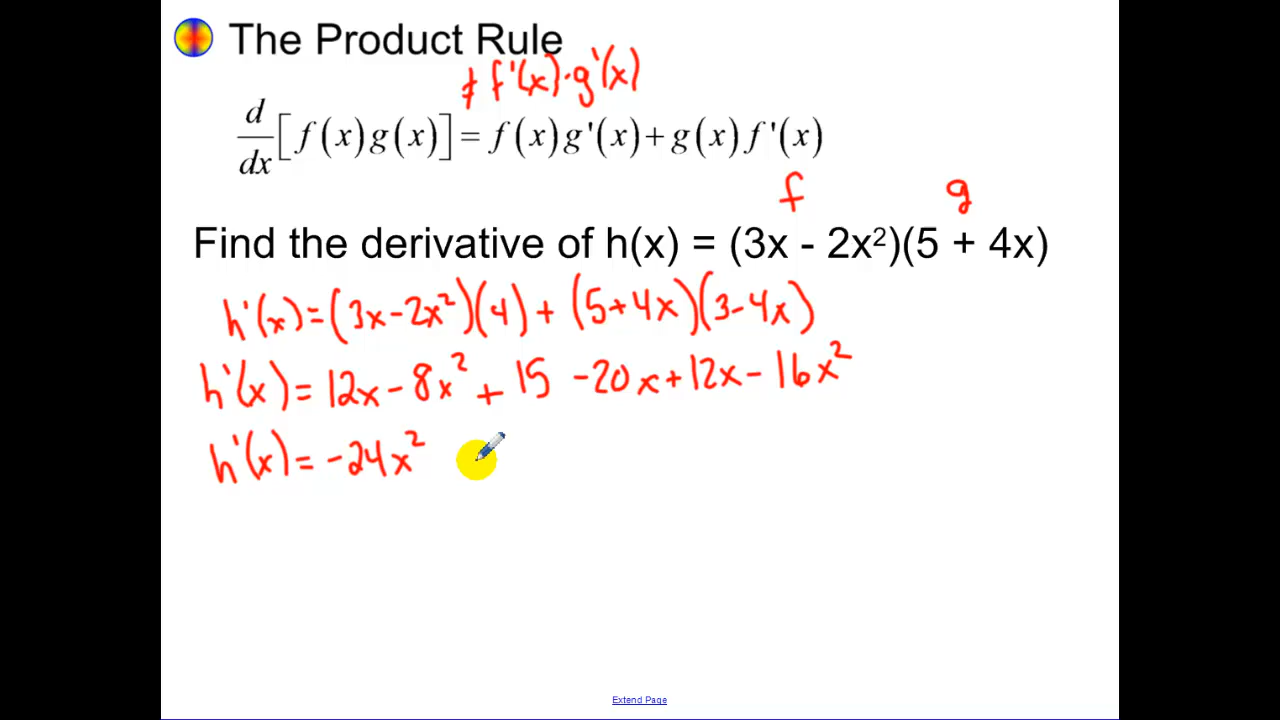 The Product Rule
≠ f'(x)·g'(x)
d/dx [f(x)g(x)] = f(x)g'(x) + g(x)f'(x)
f g
Find the derivative of h(x) = (3x - 2x²)(5 + 4x)
h'(x) = (3x - 2x²)(4) + (5 + 4x)(3 - 4x)
h'(x) = 12x - 8x² + 15 - 20x + 12x - 16x²
h'(x) = -24x²
Extend Page